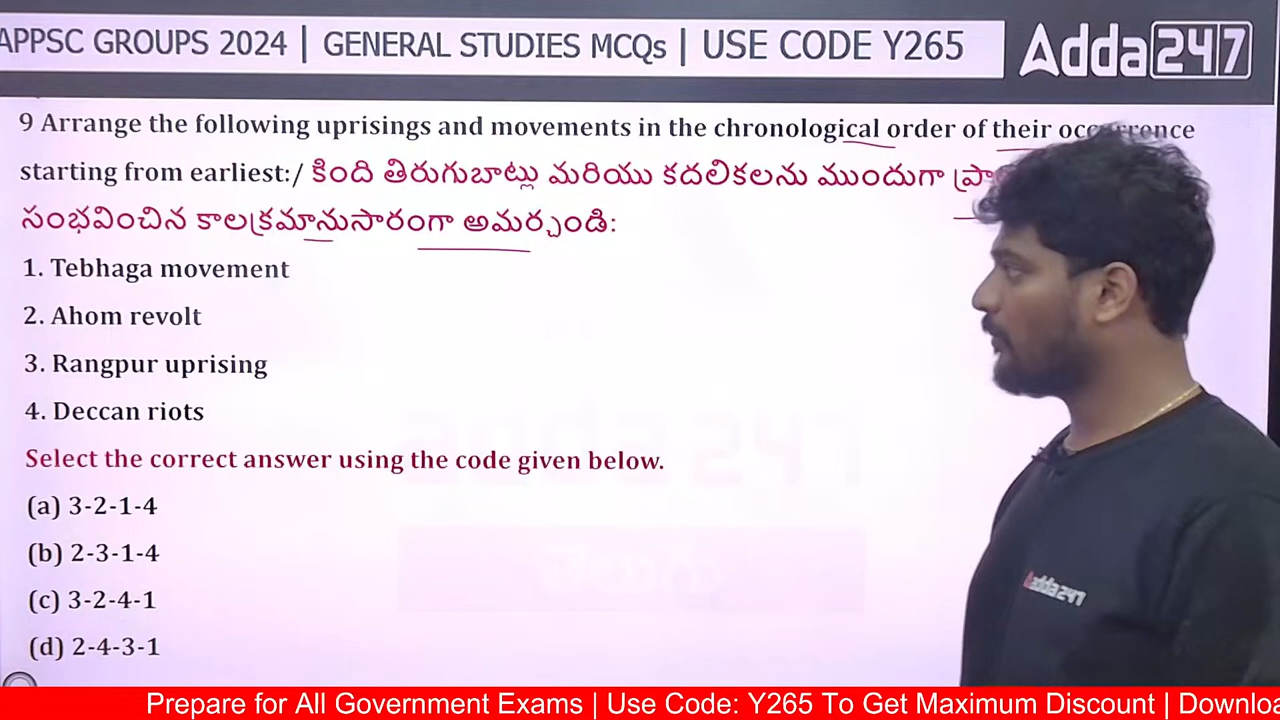 APPSC GROUPS 2024 | GENERAL STUDIES MCQs | USE CODE Y265
Adda247
9 Arrange the following uprisings and movements in the chronological order of their occurrence
starting from earliest:/ కింది తిరుగుబాట్లు మరియు కదలికలను ముందుగా
సంభవించిన కాలక్రమానుసారంగా అమర్చండి:
1. Tebhaga movement
2. Ahom revolt
3. Rangpur uprising
4. Deccan riots
Select the correct answer using the code given below.
(a) 3-2-1-4
(b) 2-3-1-4
(c) 3-2-4-1
(d) 2-4-3-1
adda247
Prepare for All Government Exams | Use Code: Y265 To Get Maximum Discount |